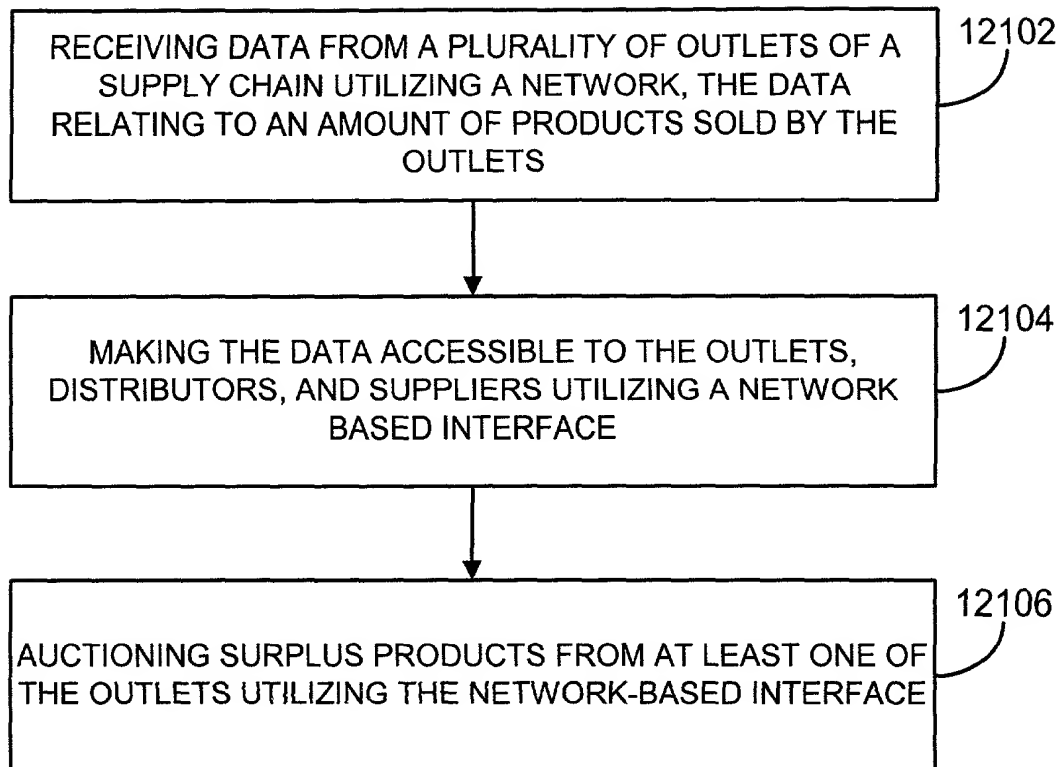 RECEIVING DATA FROM A PLURALITY OF OUTLETS OF A
SUPPLY CHAIN UTILIZING A NETWORK, THE DATA
RELATING TO AN AMOUNT OF PRODUCTS SOLD BY THE
OUTLETS
12102
MAKING THE DATA ACCESSIBLE TO THE OUTLETS,
DISTRIBUTORS, AND SUPPLIERS UTILIZING A NETWORK
BASED INTERFACE
12104
AUCTIONING SURPLUS PRODUCTS FROM AT LEAST ONE OF
THE OUTLETS UTILIZING THE NETWORK-BASED INTERFACE
12106